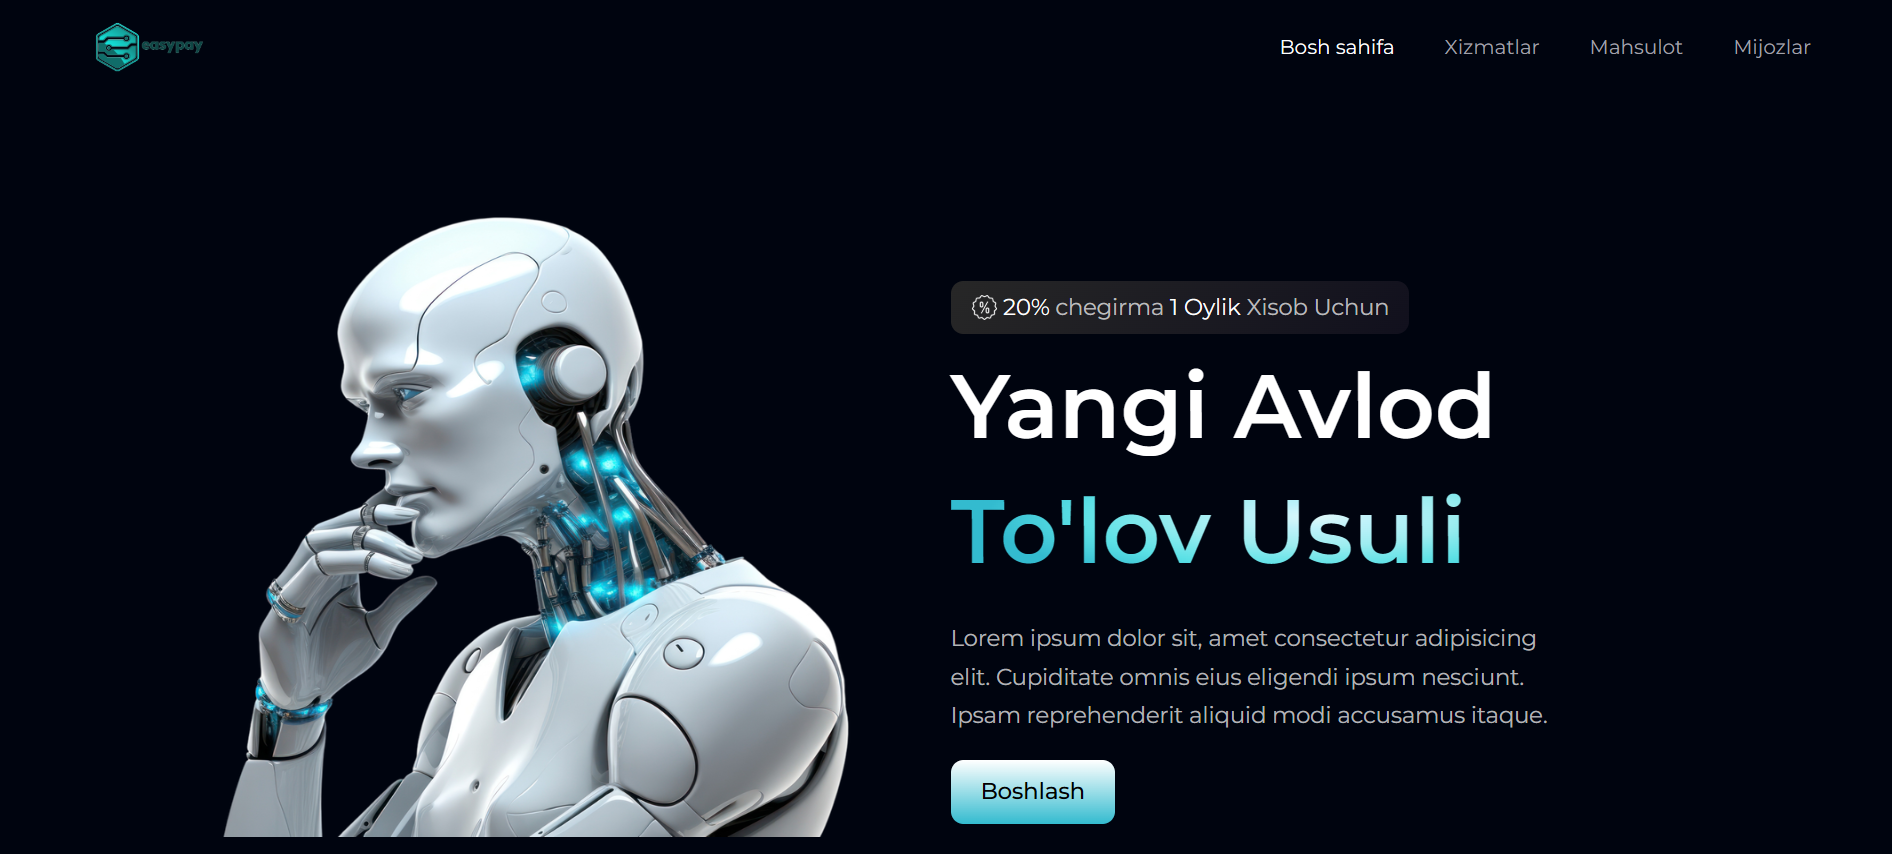 easypay
Bosh sahifa
Xizmatlar
Mahsulot
Mijozlar
20% chegirma 1 Oylik Xisob Uchun
Yangi Avlod
To'lov Usuli
Lorem ipsum dolor sit, amet consectetur adipisicing
elit. Cupiditate omnis eius eligendi ipsum nesciunt.
Ipsam reprehenderit aliquid modi accusamus itaque.
Boshlash